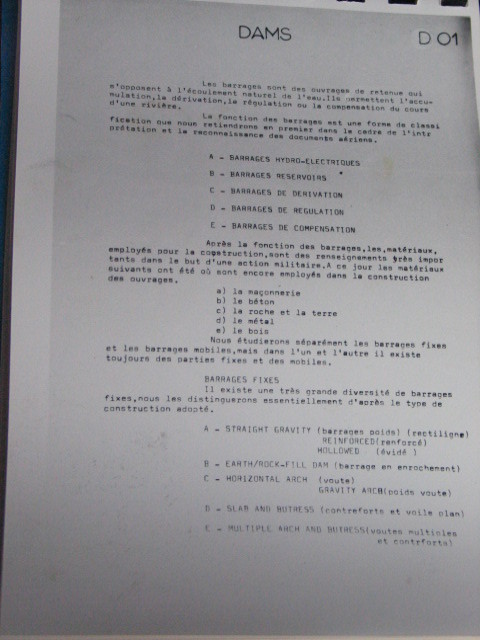 DAMS
D 01
Les barrages sont des ouvrages de retenue qui
s'opposent à l'écoulement naturel de l'eau.Ils permettent l'accu-
mulation,la dérivation,la régulation ou la compensation du cours
d'une rivière.
Le fonction des barrages est une forme de classi
fication que nous retiendrons en premier dans le cadre de l'intr
prétation et la reconnaissance des documents aériens.
A - BARRAGES HYDRO-ELECTRIQUES
B - BARRAGES RESERVOIRS
C - BARRAGES DE DERIVATION
D - BARRAGES DE REGULATION
E - BARRAGES DE COMPENSATION
Après la fonction des barrages,les,matériaux,
employés pour la construction,sont des renseignements très impor
tants dans le but d'une action militaire.A ce jour les matériaux
suivants ont été où sont encore employés dans la construction
des ouvrages.
a) la maçonnerie
b) le béton
c) la roche et la terre
d) le métal
e) le bois
Nous étudierons séparément les barrages fixes
et les barrages mobiles,mais dans l'un et l'autre il existe
toujours des parties fixes et des mobiles.
BARRAGES FIXES
Il existe une très grande diversité de barrages
fixes,nous les distinguerons essentiellement d'après le type de
construction adopté.
A - STRAIGHT GRAVITY (barrages poids) (rectiligne)
REINFORCED(renforcé)
HOLLOWED (évidé )
B - EARTH/ROCK-FILL DAM (barrage en enrochement)
C - HORIZONTAL ARCH (voute)
GRAVITY ARCH(poids voute)
D - SLAB AND BUTRESS (contreforts et voile plan)
E - MULTIPLE ARCH AND BUTRESS(voutes multiples
et contrforts)